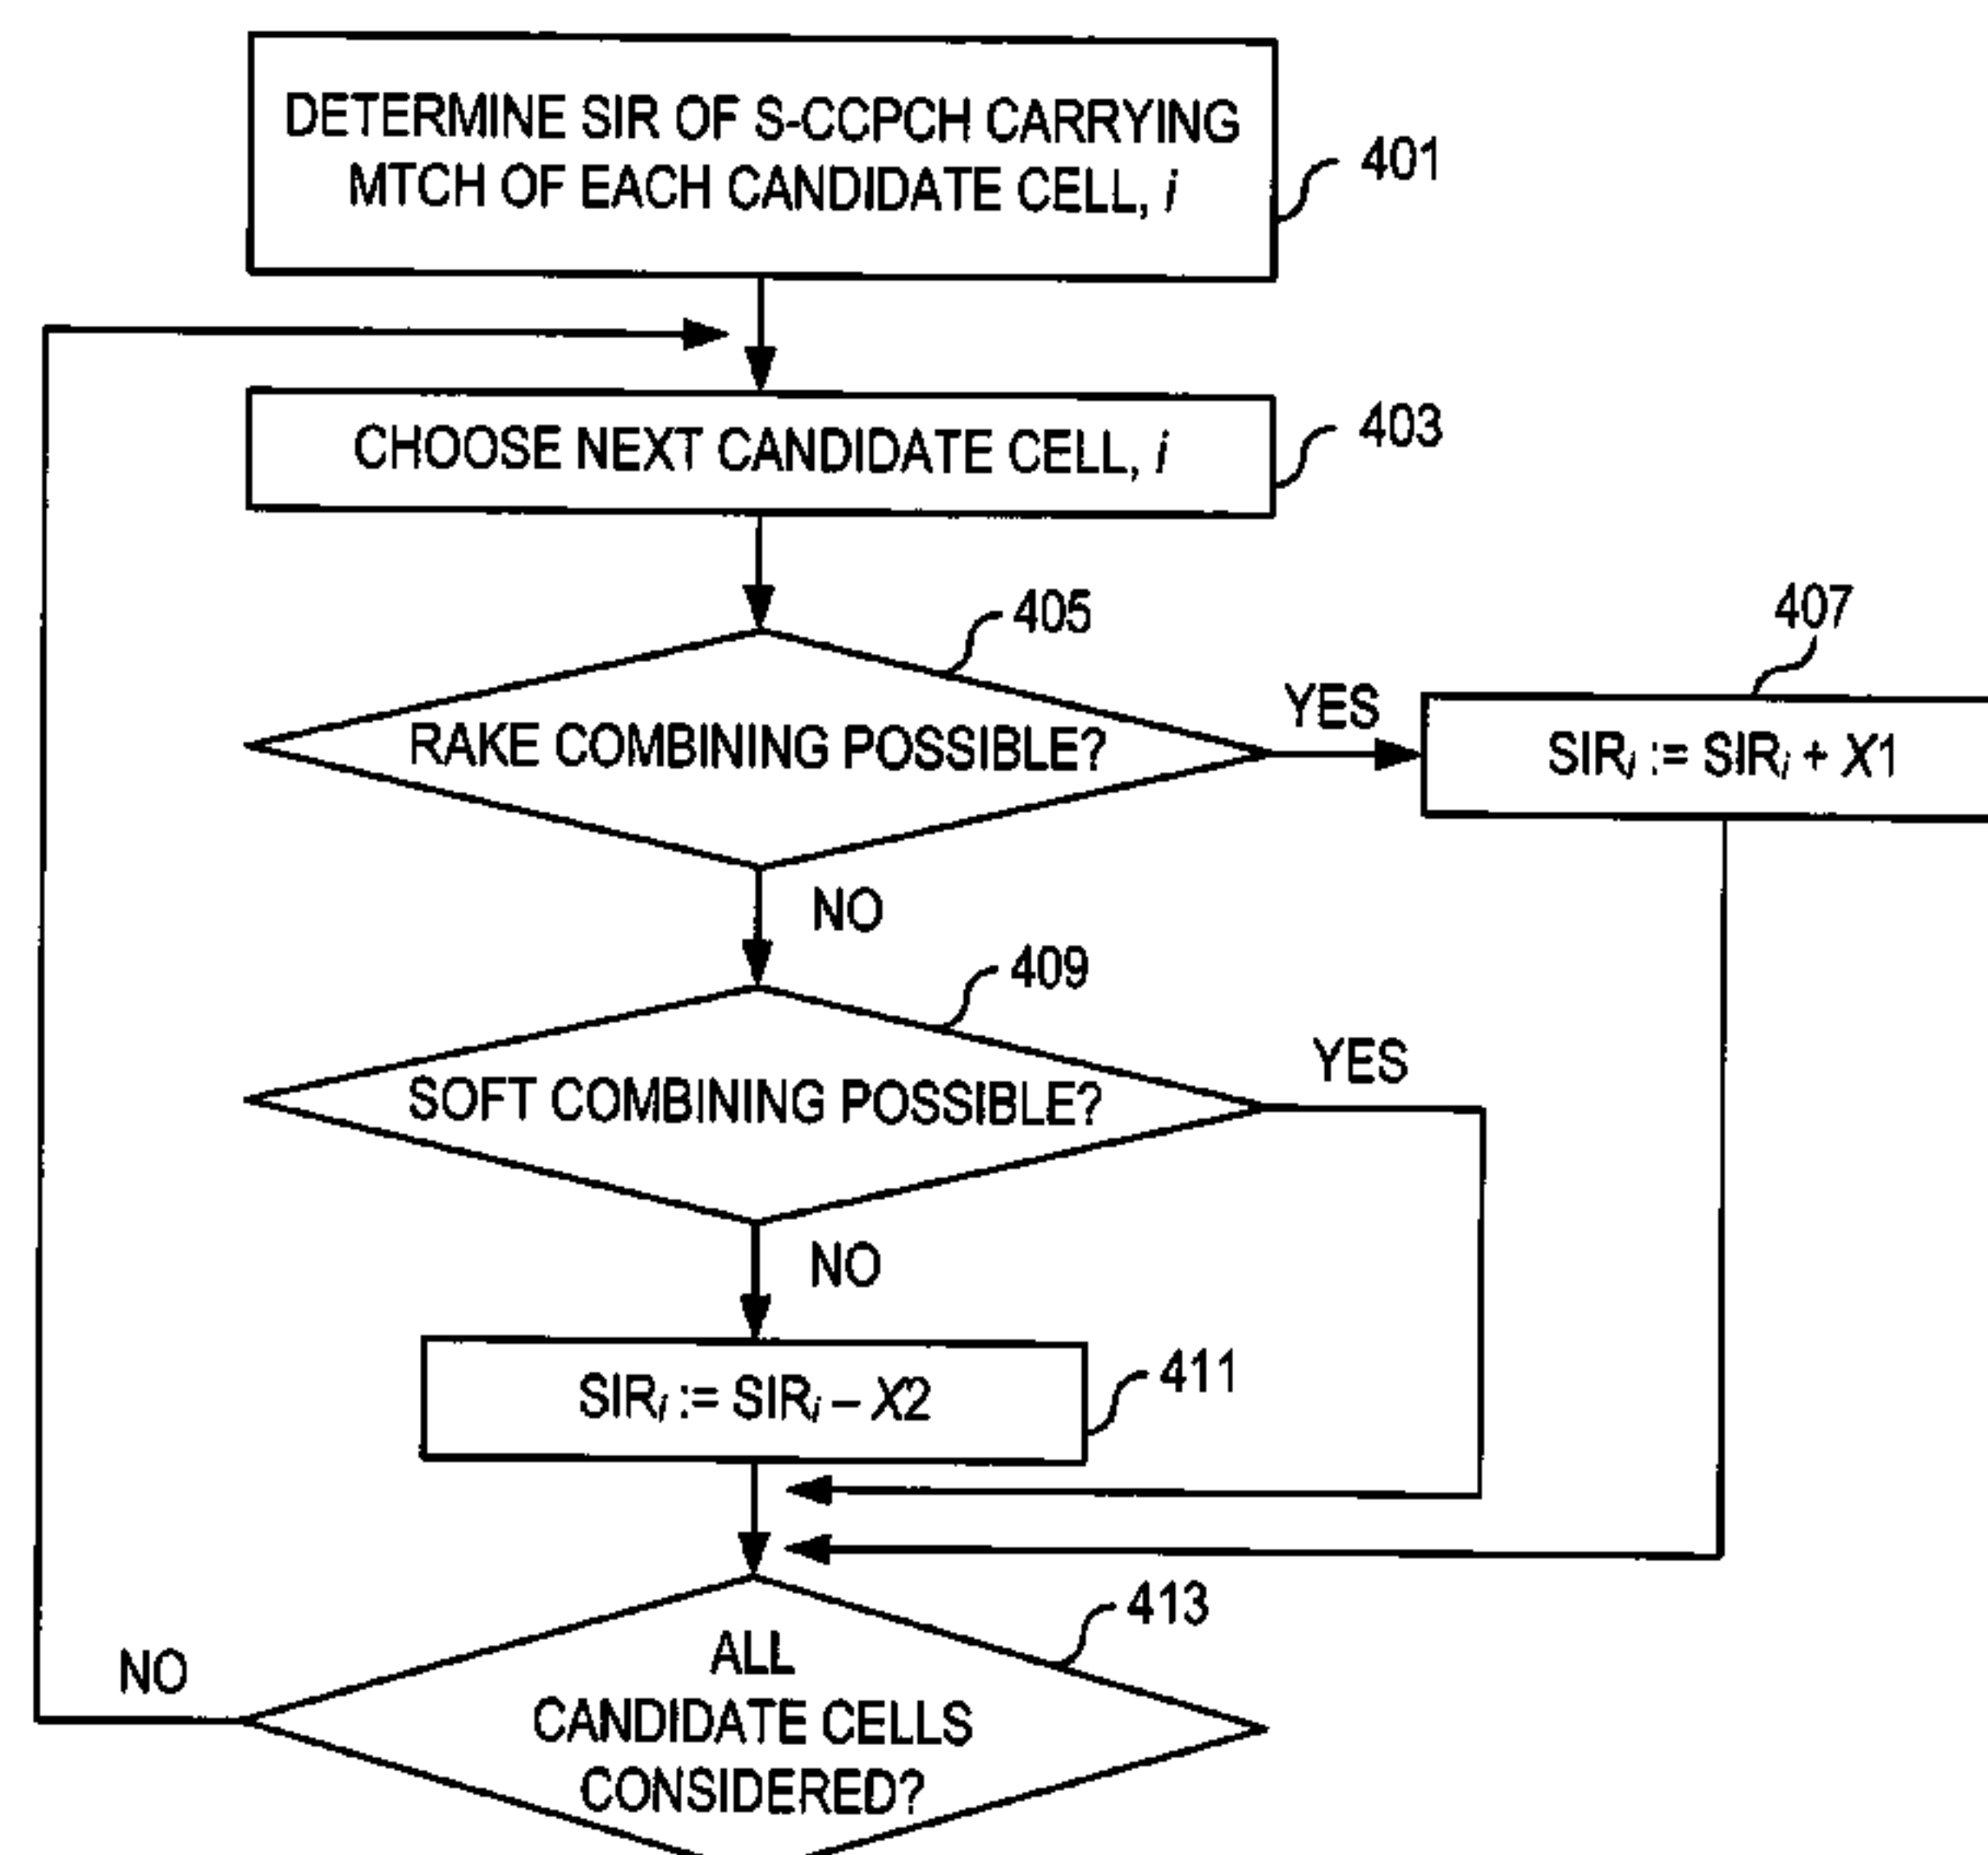 DETERMINE SIR OF S-CCPCH CARRYING
MTCH OF EACH CANDIDATE CELL, i
401
CHOOSE NEXT CANDIDATE CELL, i
403
405
407
RAKE COMBINING POSSIBLE?
YES
SIRi := SIRi + X1
NO
409
SOFT COMBINING POSSIBLE?
YES
NO
SIRi := SIRi – X2
411
413
NO
ALL
CANDIDATE CELLS
CONSIDERED?